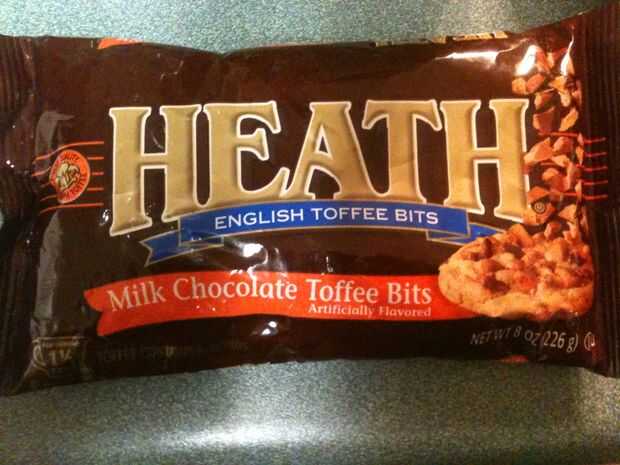 HEATH
ENGLISH TOFFEE BITS
Milk Chocolate Toffee Bits
Artificially Flavored
NET WT 8 OZ (226 g)